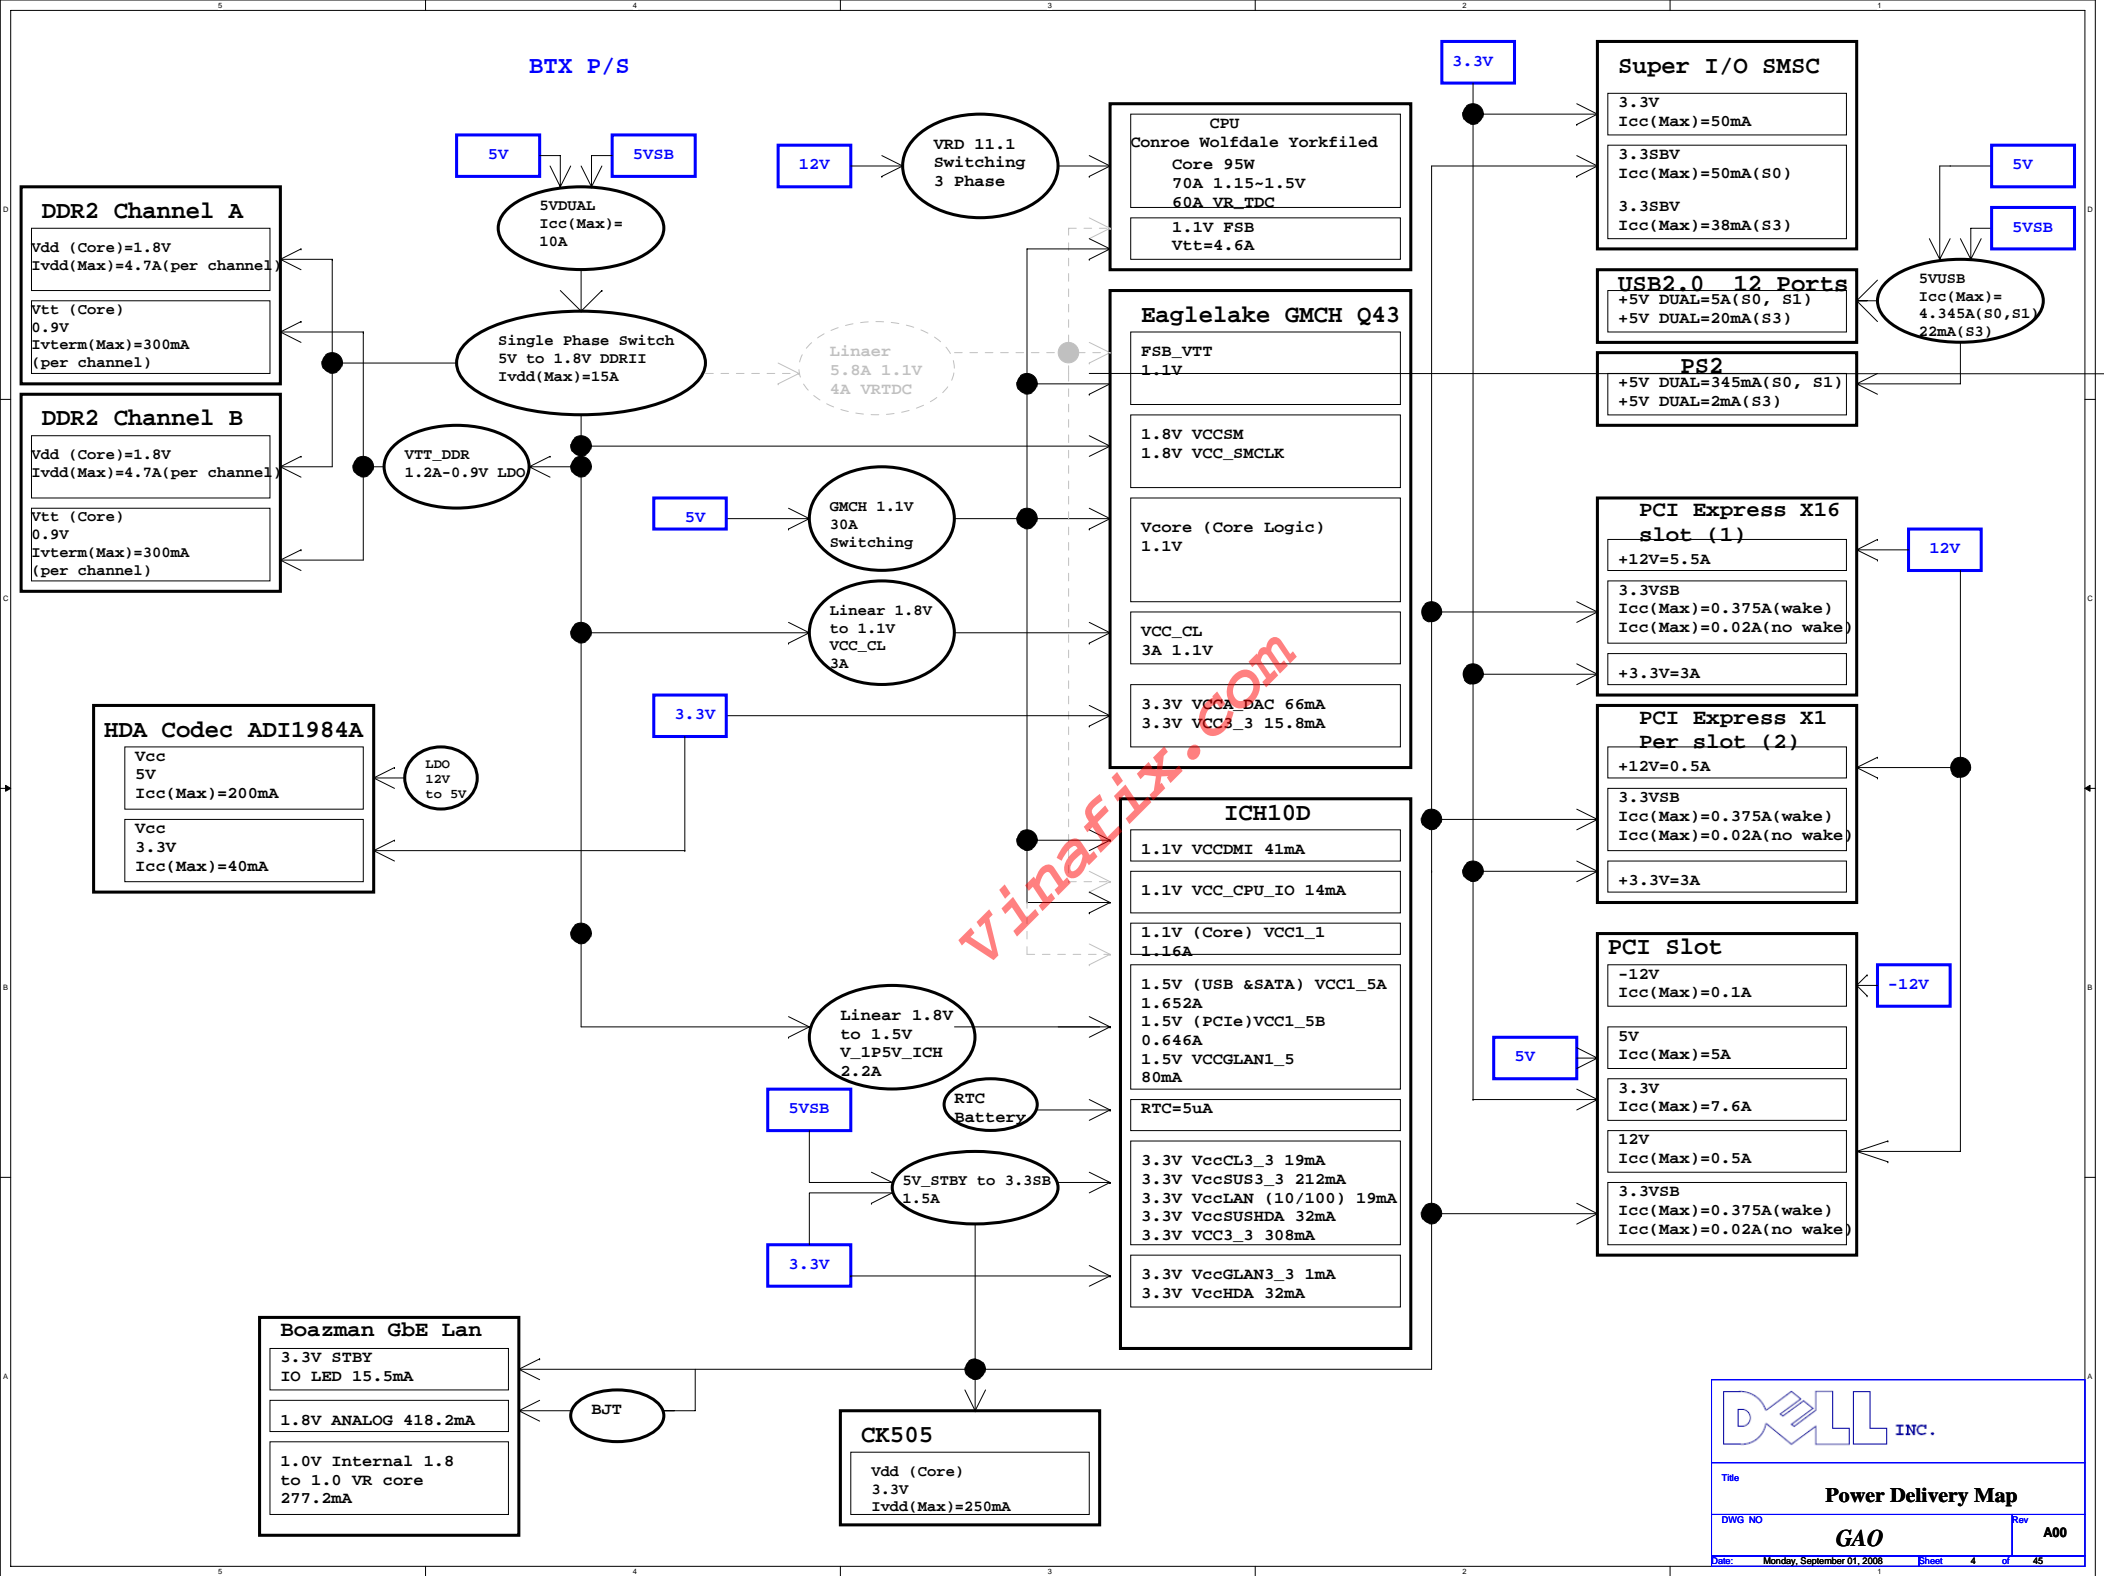 5
4
3
2
1
BTX P/S
3.3V
5V
5VSB
12V
VRD 11.1
Switching
3 Phase
CPU
Conroe Wolfdale Yorkfiled
Core 95W
70A 1.15~1.5V
60A VR_TDC
1.1V FSB
Vtt=4.6A
Super I/O SMSC
3.3V
Icc(Max)=50mA
3.3SBV
Icc(Max)=50mA(S0)
3.3SBV
Icc(Max)=38mA(S3)
5V
5VSB
D
D
DDR2 Channel A
Vdd (Core)=1.8V
Ivdd(Max)=4.7A(per channel)
Vtt (Core)
0.9V
Ivterm(Max)=300mA
(per channel)
5VDUAL
Icc(Max)=
10A
USB2.0  12 Ports
+5V DUAL=5A(S0, S1)
+5V DUAL=20mA(S3)
5VUSB
Icc(Max)=
4.345A(S0,S1)
22mA(S3)
PS2
+5V DUAL=345mA(S0, S1)
+5V DUAL=2mA(S3)
Single Phase Switch
5V to 1.8V DDRII
Ivdd(Max)=15A
Linaer
5.8A 1.1V
4A VRTDC
Eaglelake GMCH Q43
FSB_VTT
1.1V
1.8V VCCSM
1.8V VCC_SMCLK
Vcore (Core Logic)
1.1V
VCC_CL
3A 1.1V
3.3V VCCA_DAC 66mA
3.3V VCC3_3 15.8mA
DDR2 Channel B
Vdd (Core)=1.8V
Ivdd(Max)=4.7A(per channel)
Vtt (Core)
0.9V
Ivterm(Max)=300mA
(per channel)
VTT_DDR
1.2A-0.9V LDO
5V
GMCH 1.1V
30A
Switching
Linear 1.8V
to 1.1V
VCC_CL
3A
3.3V
PCI Express X16
slot (1)
+12V=5.5A
3.3VSB
Icc(Max)=0.375A(wake)
Icc(Max)=0.02A(no wake)
+3.3V=3A
12V
C
C
PCI Express X1
Per slot (2)
+12V=0.5A
3.3VSB
Icc(Max)=0.375A(wake)
Icc(Max)=0.02A(no wake)
+3.3V=3A
HDA Codec ADI1984A
Vcc
5V
Icc(Max)=200mA
Vcc
3.3V
Icc(Max)=40mA
LDO
12V
to 5V
vinafix.com
ICH10D
1.1V VCCDMI 41mA
1.1V VCC_CPU_IO 14mA
1.1V (Core) VCC1_1
1.16A
1.5V (USB &SATA) VCC1_5A
1.652A
1.5V (PCIe)VCC1_5B
0.646A
1.5V VCCGLAN1_5
80mA
RTC=5uA
3.3V VccCL3_3 19mA
3.3V VccSUS3_3 212mA
3.3V VccLAN (10/100) 19mA
3.3V VccSUSHDA 32mA
3.3V VCC3_3 308mA
3.3V VccGLAN3_3 1mA
3.3V VccHDA 32mA
B
B
PCI Slot
-12V
Icc(Max)=0.1A
5V
Icc(Max)=5A
3.3V
Icc(Max)=7.6A
12V
Icc(Max)=0.5A
3.3VSB
Icc(Max)=0.375A(wake)
Icc(Max)=0.02A(no wake)
-12V
5V
Linear 1.8V
to 1.5V
V_1P5V_ICH
2.2A
RTC
Battery
5VSB
5V_STBY to 3.3SB
1.5A
3.3V
Boazman GbE Lan
3.3V STBY
IO LED 15.5mA
1.8V ANALOG 418.2mA
1.0V Internal 1.8
to 1.0 VR core
277.2mA
BJT
CK505
Vdd (Core)
3.3V
Ivdd(Max)=250mA
A
A
DELL INC.
Title
Power Delivery Map
DWG NO
GAO
Rev
A00
Date: Monday, September 01, 2008 Sheet 4 of 45
5
4
3
2
1